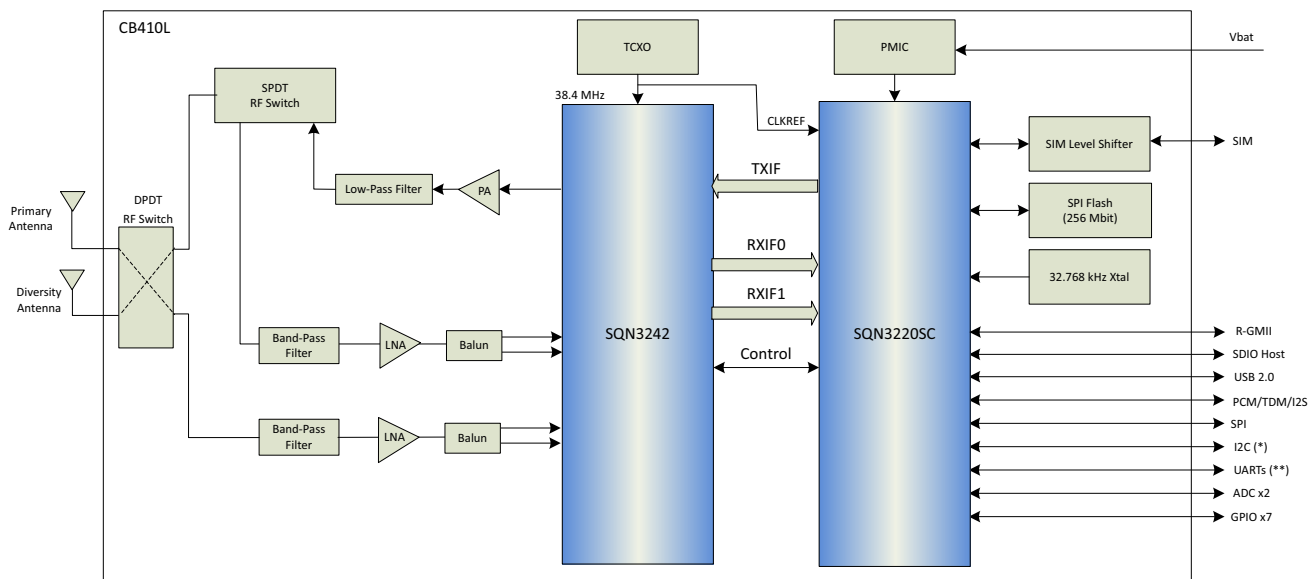 CB410L
TCXO
PMIC
Vbat
SPDT
RF Switch
38.4 MHz
CLKREF
SIM Level Shifter
SIM
TXIF
Low-Pass Filter
PA
SPI Flash
(256 Mbit)
Primary
Antenna
DPDT
RF Switch
RXIF0
32.768 kHz Xtal
Diversity
Antenna
RXIF1
SQN3242
SQN3220SC
Band-Pass
Filter
LNA
Balun
Control
R-GMII
SDIO Host
USB 2.0
PCM/TDM/I2S
SPI
I2C (*)
UARTs (**)
ADC x2
GPIO x7
Band-Pass
Filter
LNA
Balun